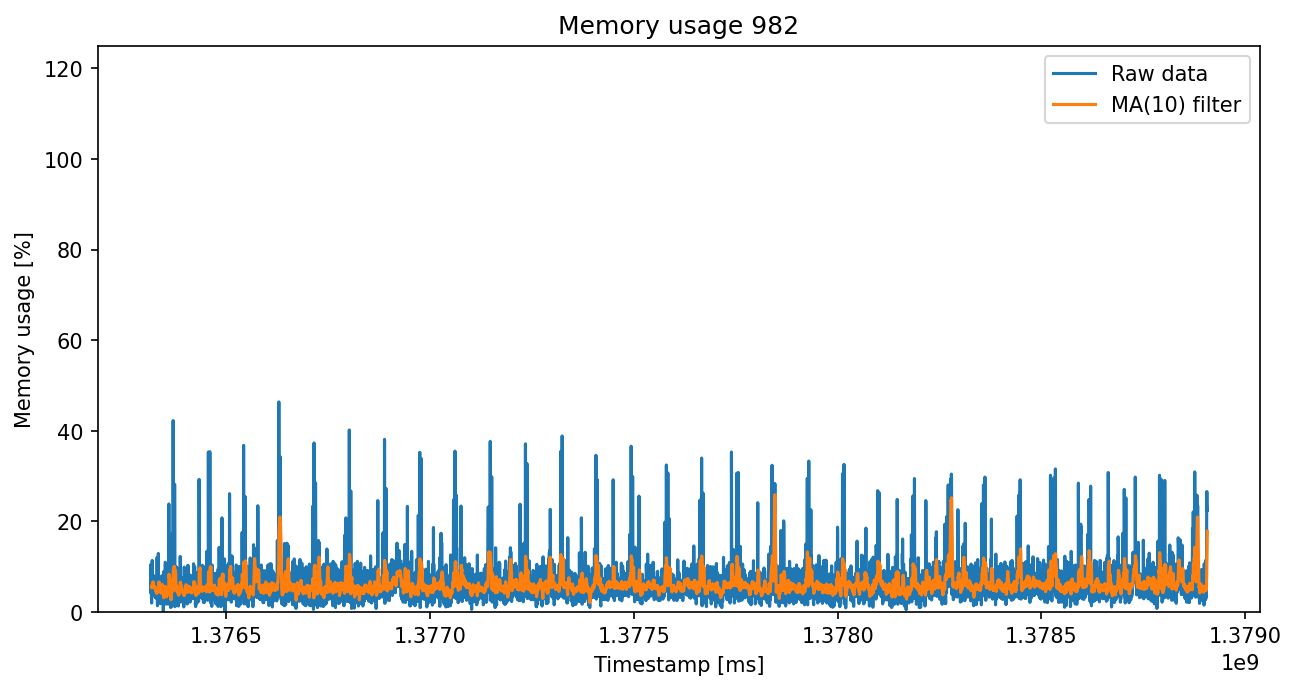 Memory usage 982
Raw data
MA(10) filter
Memory usage [%]
120
100
80
60
40
20
0
1.3765 1.3770 1.3775 1.3780 1.3785 1.3790
1e9
Timestamp [ms]